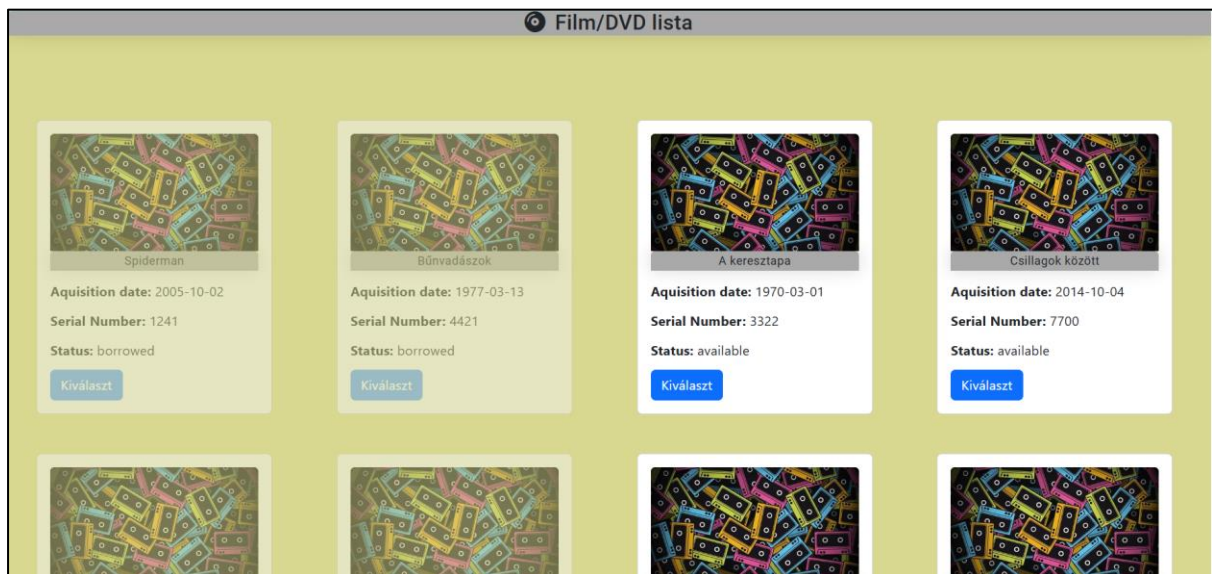 Film/DVD lista
Spiderman
Aquisition date: 2005-10-02
Serial Number: 1241
Status: borrowed
Kiválaszt
Bűnvadászok
Aquisition date: 1977-03-13
Serial Number: 4421
Status: borrowed
Kiválaszt
A keresztapa
Aquisition date: 1970-03-01
Serial Number: 3322
Status: available
Kiválaszt
Csillagok között
Aquisition date: 2014-10-04
Serial Number: 7700
Status: available
Kiválaszt